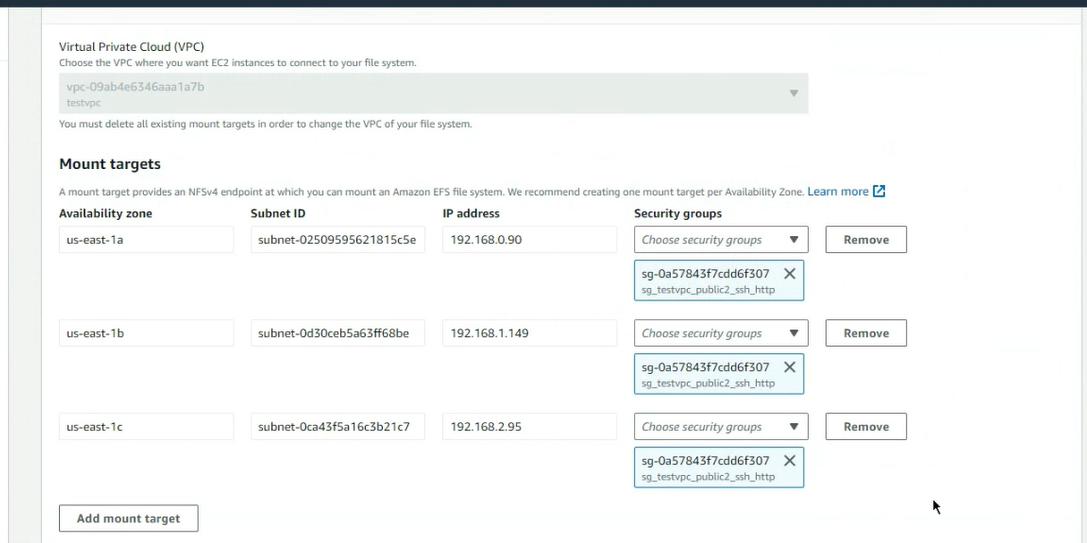 Virtual Private Cloud (VPC)
Choose the VPC where you want EC2 instances to connect to your file system.
vpc-09ab4e6346aaa1a7b
testvpc
You must delete all existing mount targets in order to change the VPC of your file system.
Mount targets
A mount target provides an NFSv4 endpoint at which you can mount an Amazon EFS file system. We recommend creating one mount target per Availability Zone. Learn more
Availability zone Subnet ID IP address Security groups
us-east-1a subnet-02509595621815c5e 192.168.0.90 Choose security groups Remove
sg-0a57843f7cdd6f307
sg_testvpc_public2_ssh_http
us-east-1b subnet-0d30ceb5a63ff68be 192.168.1.149 Choose security groups Remove
sg-0a57843f7cdd6f307
sg_testvpc_public2_ssh_http
us-east-1c subnet-0ca43f5a16c3b21c7 192.168.2.95 Choose security groups Remove
sg-0a57843f7cdd6f307
sg_testvpc_public2_ssh_http
Add mount target